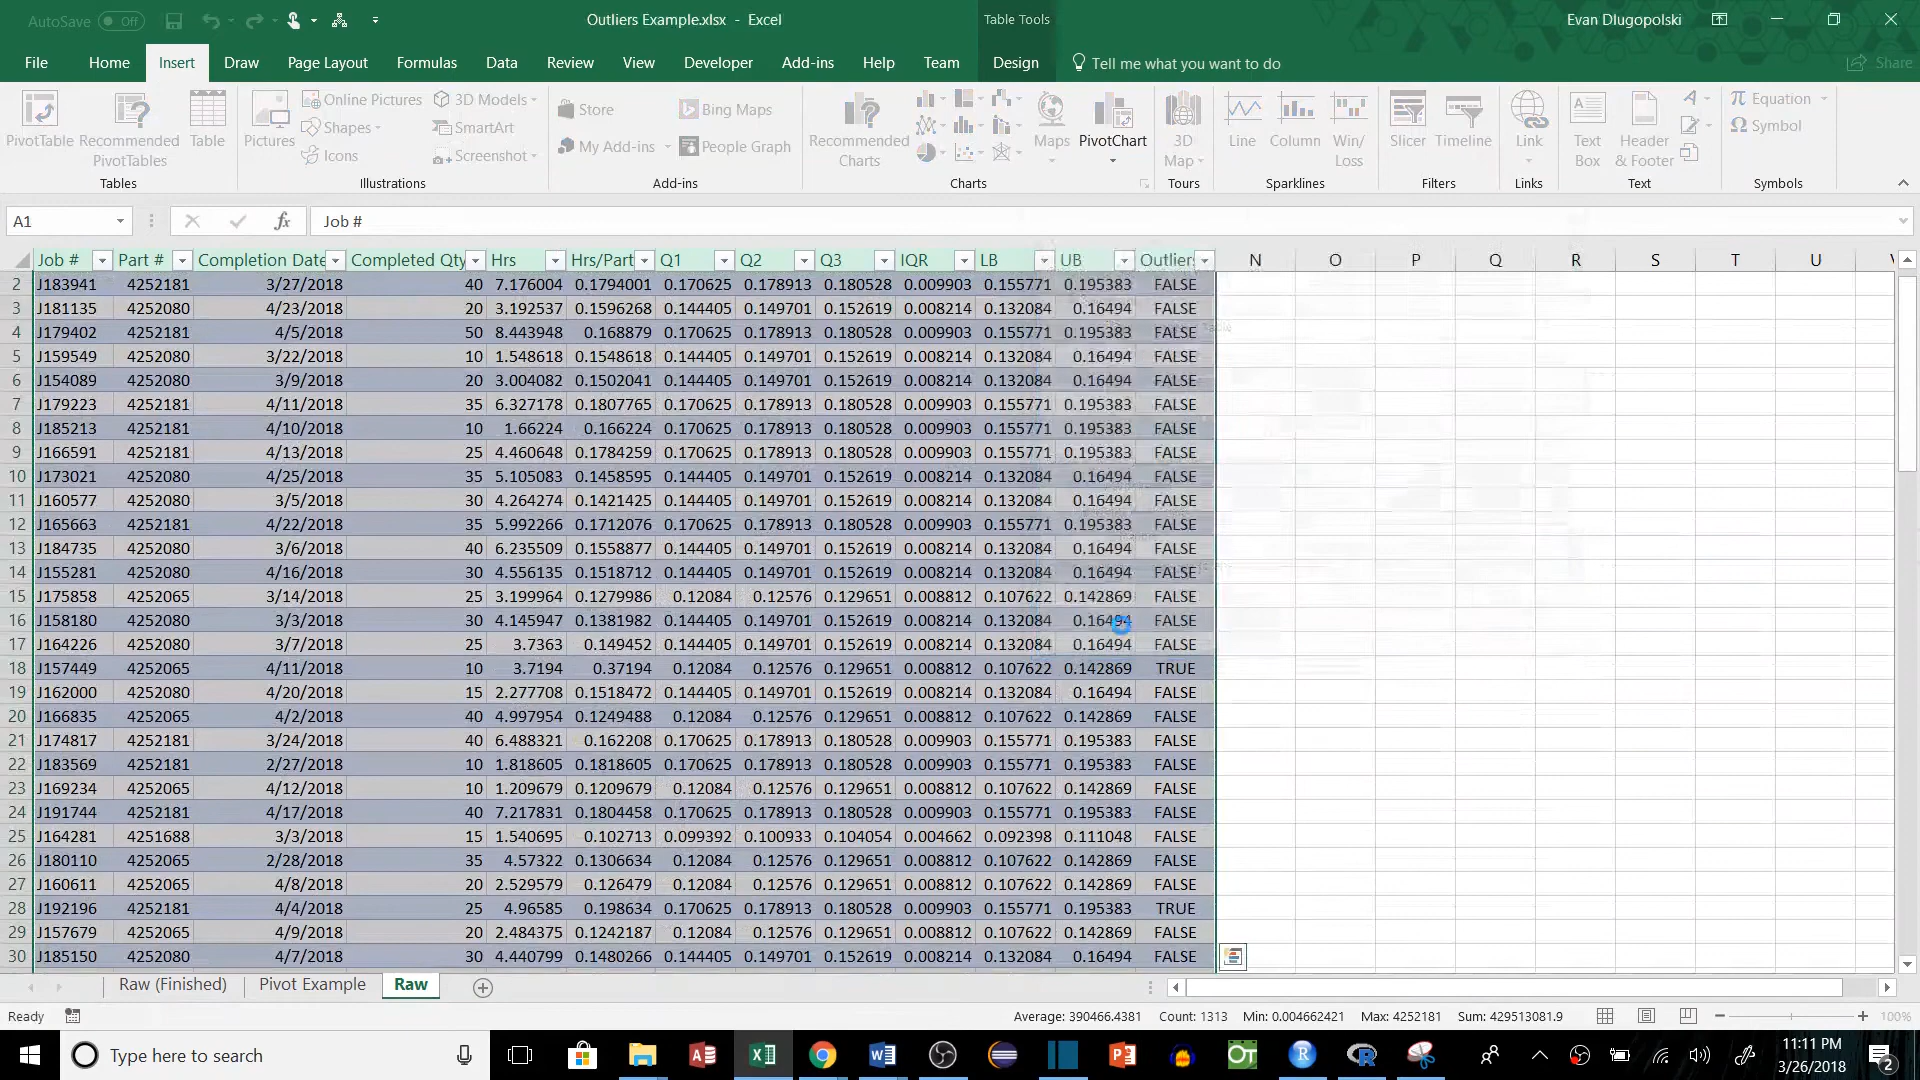 AutoSave Off Outliers Example.xlsx - Excel Table Tools Evan Dlugopolski
File Home Insert Draw Page Layout Formulas Data Review View Developer Add-ins Help Team Design Tell me what you want to do Share
PivotTable Recommended PivotTables Table
Tables
Pictures Online Pictures Shapes Icons 3D Models SmartArt Screenshot
Illustrations
Store My Add-ins Bing Maps People Graph
Add-ins
Recommended Charts Maps PivotChart
Charts
3D Map
Tours
Line Column Win/Loss
Sparklines
Slicer Timeline
Filters
Link
Links
Text Box Header & Footer
Text
Equation Symbol
Symbols
A1 fx Job #
Job # Part # Completion Date Completed Qty Hrs Hrs/Part Q1 Q2 Q3 IQR LB UB Outliers N O P Q R S T U
2 J183941 4252181 3/27/2018 40 7.176004 0.1794001 0.170625 0.178913 0.180528 0.009903 0.155771 0.195383 FALSE
3 J181135 4252080 4/23/2018 20 3.192537 0.1596268 0.144405 0.149701 0.152619 0.008214 0.132084 0.16494 FALSE
4 J179402 4252181 4/5/2018 50 8.443948 0.168879 0.170625 0.178913 0.180528 0.009903 0.155771 0.195383 FALSE
5 J159549 4252080 3/22/2018 10 1.548618 0.1548618 0.144405 0.149701 0.152619 0.008214 0.132084 0.16494 FALSE
6 J154089 4252080 3/9/2018 20 3.004082 0.1502041 0.144405 0.149701 0.152619 0.008214 0.132084 0.16494 FALSE
7 J179223 4252181 4/11/2018 35 6.327178 0.1807765 0.170625 0.178913 0.180528 0.009903 0.155771 0.195383 FALSE
8 J185213 4252181 4/10/2018 10 1.66224 0.166224 0.170625 0.178913 0.180528 0.009903 0.155771 0.195383 FALSE
9 J166591 4252181 4/13/2018 25 4.460648 0.1784259 0.170625 0.178913 0.180528 0.009903 0.155771 0.195383 FALSE
10 J173021 4252080 4/25/2018 35 5.105083 0.1458595 0.144405 0.149701 0.152619 0.008214 0.132084 0.16494 FALSE
11 J160577 4252080 3/5/2018 30 4.264274 0.1421425 0.144405 0.149701 0.152619 0.008214 0.132084 0.16494 FALSE
12 J165663 4252181 4/22/2018 35 5.992266 0.1712076 0.170625 0.178913 0.180528 0.009903 0.155771 0.195383 FALSE
13 J184735 4252080 3/6/2018 40 6.235509 0.1558877 0.144405 0.149701 0.152619 0.008214 0.132084 0.16494 FALSE
14 J155281 4252080 4/16/2018 30 4.556135 0.1518712 0.144405 0.149701 0.152619 0.008214 0.132084 0.16494 FALSE
15 J175858 4252065 3/14/2018 25 3.199964 0.1279986 0.12084 0.12576 0.129651 0.008812 0.107622 0.142869 FALSE
16 J158180 4252080 3/3/2018 30 4.145947 0.1381982 0.144405 0.149701 0.152619 0.008214 0.132084 0.16494 FALSE
17 J164226 4252080 3/7/2018 25 3.7363 0.149452 0.144405 0.149701 0.152619 0.008214 0.132084 0.16494 FALSE
18 J157449 4252065 4/11/2018 10 3.7194 0.37194 0.12084 0.12576 0.129651 0.008812 0.107622 0.142869 TRUE
19 J162000 4252080 4/20/2018 15 2.277708 0.1518472 0.144405 0.149701 0.152619 0.008214 0.132084 0.16494 FALSE
20 J166835 4252065 4/2/2018 40 4.997954 0.1249488 0.12084 0.12576 0.129651 0.008812 0.107622 0.142869 FALSE
21 J174817 4252181 3/24/2018 40 6.488321 0.162208 0.170625 0.178913 0.180528 0.009903 0.155771 0.195383 FALSE
22 J183569 4252181 2/27/2018 10 1.818605 0.1818605 0.170625 0.178913 0.180528 0.009903 0.155771 0.195383 FALSE
23 J169234 4252065 4/12/2018 10 1.209679 0.1209679 0.12084 0.12576 0.129651 0.008812 0.107622 0.142869 FALSE
24 J191744 4252181 4/17/2018 40 7.217831 0.1804458 0.170625 0.178913 0.180528 0.009903 0.155771 0.195383 FALSE
25 J164281 4251688 3/3/2018 15 1.540695 0.102713 0.099392 0.100933 0.104054 0.004662 0.092398 0.111048 FALSE
26 J180110 4252065 2/28/2018 35 4.57322 0.1306634 0.12084 0.12576 0.129651 0.008812 0.107622 0.142869 FALSE
27 J160611 4252065 4/8/2018 20 2.529579 0.126479 0.12084 0.12576 0.129651 0.008812 0.107622 0.142869 FALSE
28 J192196 4252181 4/4/2018 25 4.96585 0.198634 0.170625 0.178913 0.180528 0.009903 0.155771 0.195383 TRUE
29 J157679 4252065 4/9/2018 20 2.484375 0.1242187 0.12084 0.12576 0.129651 0.008812 0.107622 0.142869 FALSE
30 J185150 4252080 4/7/2018 30 4.440799 0.1480266 0.144405 0.149701 0.152619 0.008214 0.132084 0.16494 FALSE
Raw (Finished) Pivot Example Raw
Ready Average: 390466.4381 Count: 1313 Min: 0.004662421 Max: 4252181 Sum: 429513081.9 100%
Type here to search 11:11 PM
3/26/2018 2